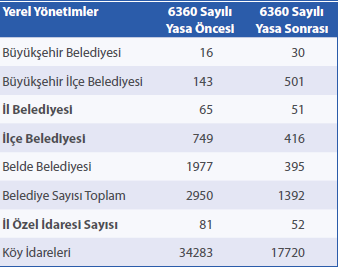 Yerel Yönetimler 6360 Sayılı Yasa Öncesi 6360 Sayılı Yasa Sonrası
Büyükşehir Belediyesi 16 30
Büyükşehir İlçe Belediyesi 143 501
İl Belediyesi 65 51
İlçe Belediyesi 749 416
Belde Belediyesi 1977 395
Belediye Sayısı Toplam 2950 1392
İl Özel İdaresi Sayısı 81 52
Köy İdareleri 34283 17720